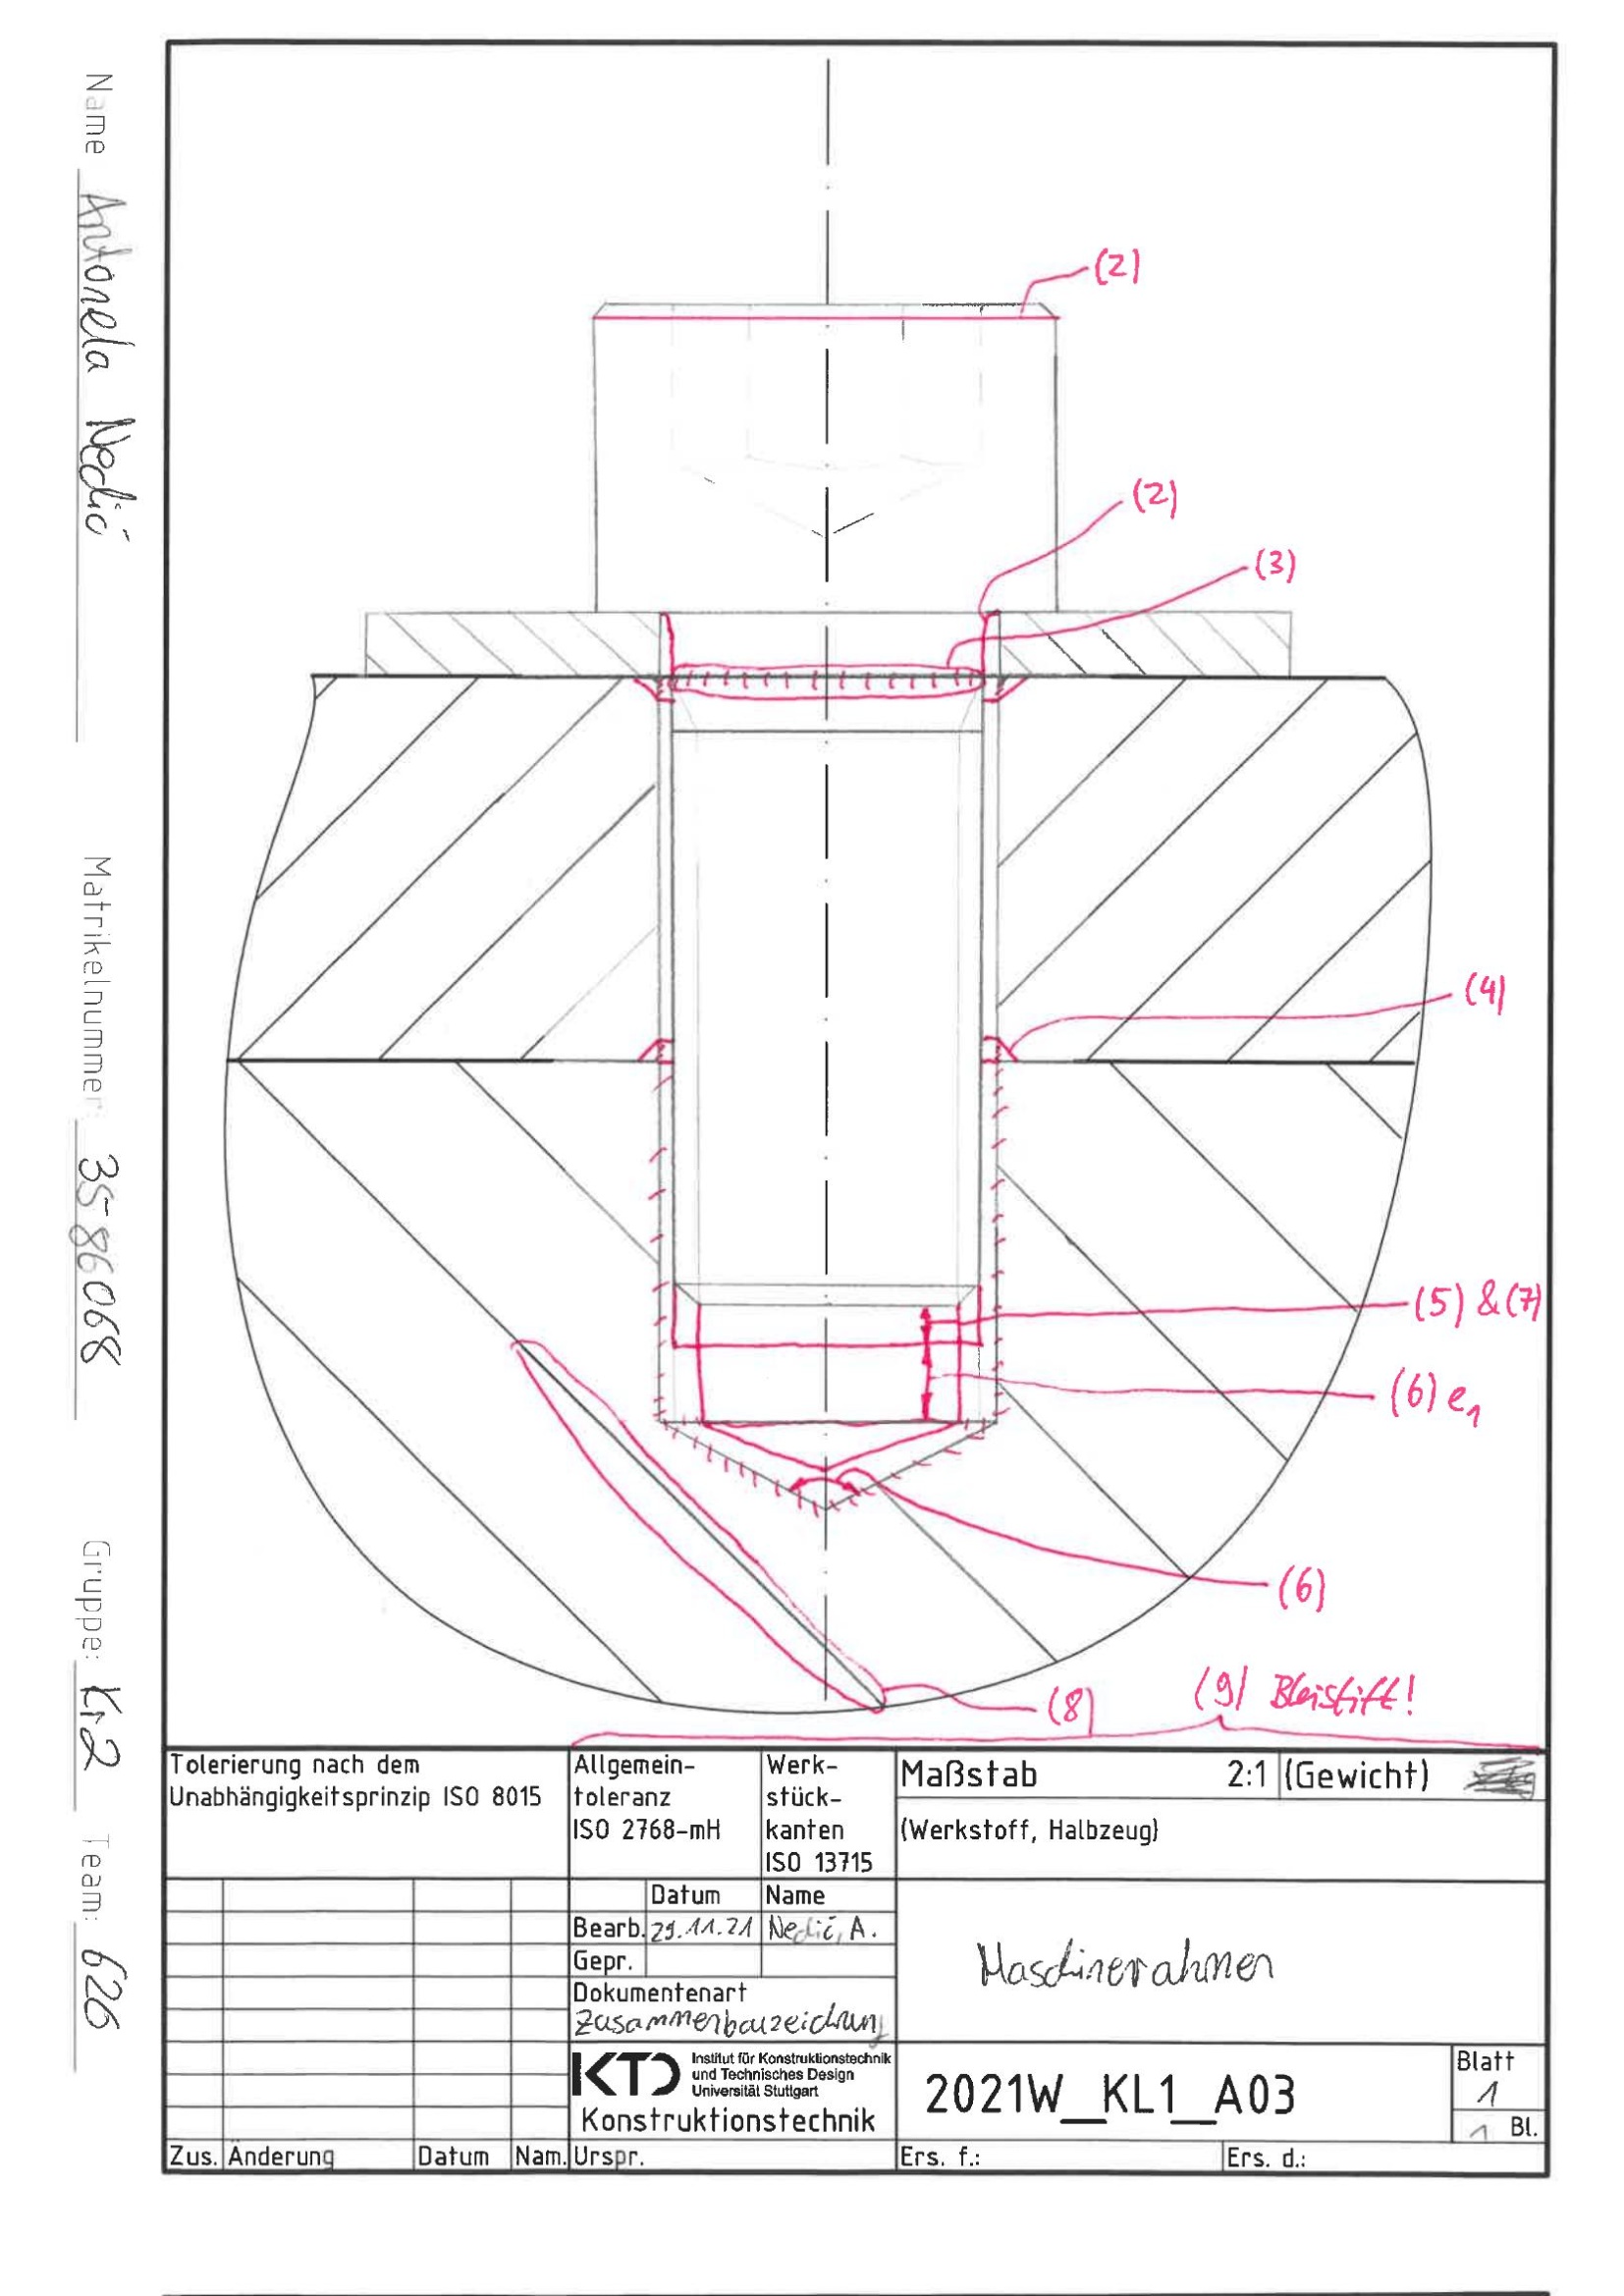 Name Antonela Nedić
Matrikelnummer: 3586068
Gruppe: Kr2
Team: 626
(2)
(2)
(3)
(4)
(5) & (7)
(6) e1
(6)
(8)
(9) Bleistift!
Tolerierung nach dem
Unabhängigkeitsprinzip ISO 8015
Allgemein-
toleranz
ISO 2768-mH
Werk-
stück-
kanten
ISO 13715
Maßstab 2:1 (Gewicht)
(Werkstoff, Halbzeug)
Datum Name
Bearb. 29.11.21 Nedić, A.
Gepr.
Dokumentenart
Zusammenbauzeichnung
Maschinerahmen
KTD Institut für Konstruktionstechnik
und Technisches Design
Universität Stuttgart
Konstruktionstechnik
2021W_KL1_A03
Blatt
1
1 Bl.
Zus. Änderung Datum Nam. Urspr. Ers. f.: Ers. d.: